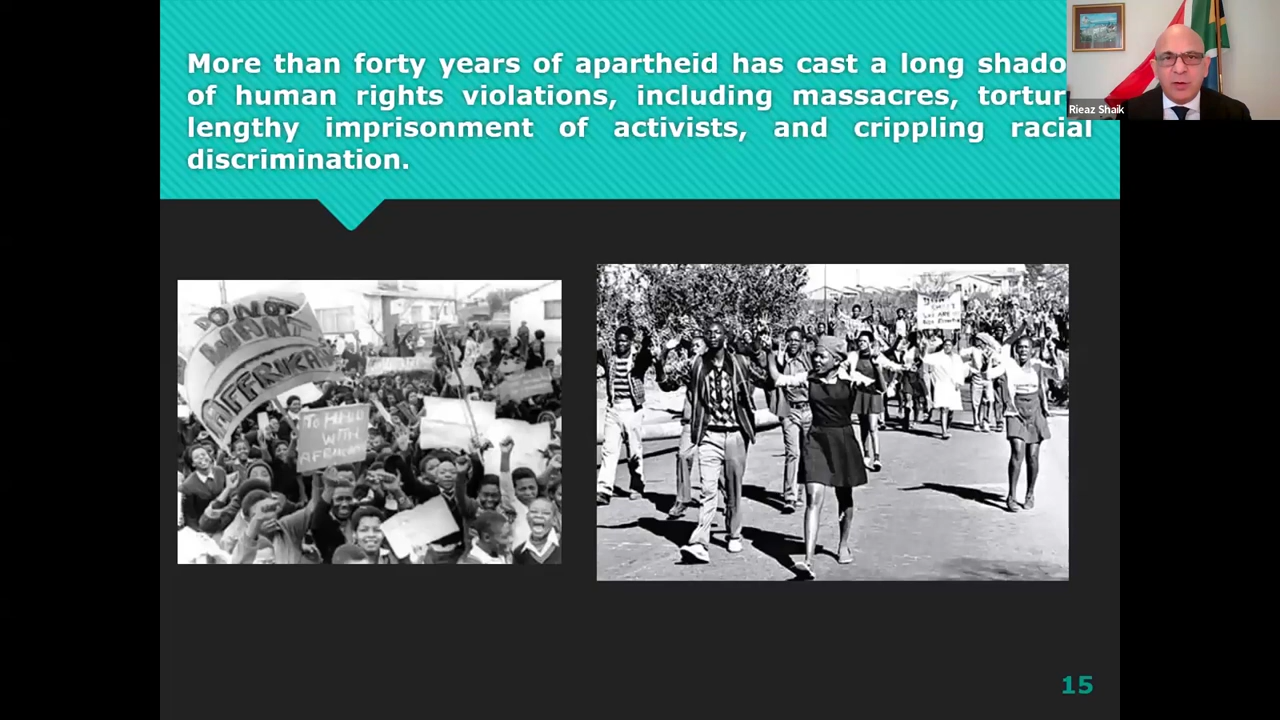 More than forty years of apartheid has cast a long shado
of human rights violations, including massacres, tortur
lengthy imprisonment of activists, and crippling racial
discrimination.
Rieaz Shaik
DO NOT
WANT
AFFRIKAN
TO HELL
WITH
AFRIKAANS
15